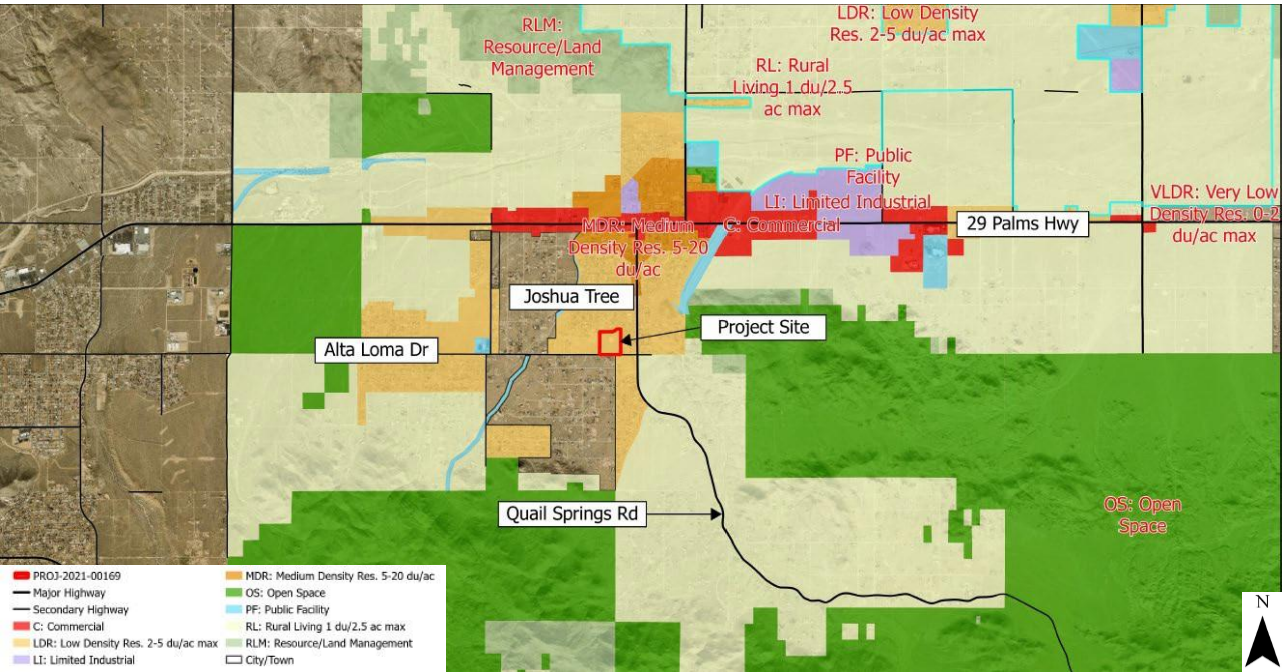 RLM:
Resource/Land
Management
LDR: Low Density
Res. 2-5 du/ac max
RL: Rural
Living 1 du/2.5
ac max
PF: Public
Facility
LI: Limited Industrial
VLDR: Very Low
Density Res. 0-2
du/ac max
MDR: Medium
Density Res. 5-20
du/ac
C: Commercial
29 Palms Hwy
Joshua Tree
Project Site
Alta Loma Dr
Quail Springs Rd
OS: Open
Space
PROJ-2021-00169
Major Highway
Secondary Highway
C: Commercial
LDR: Low Density Res. 2-5 du/ac max
LI: Limited Industrial
MDR: Medium Density Res. 5-20 du/ac
OS: Open Space
PF: Public Facility
RL: Rural Living 1 du/2.5 ac max
RLM: Resource/Land Management
City/Town
N